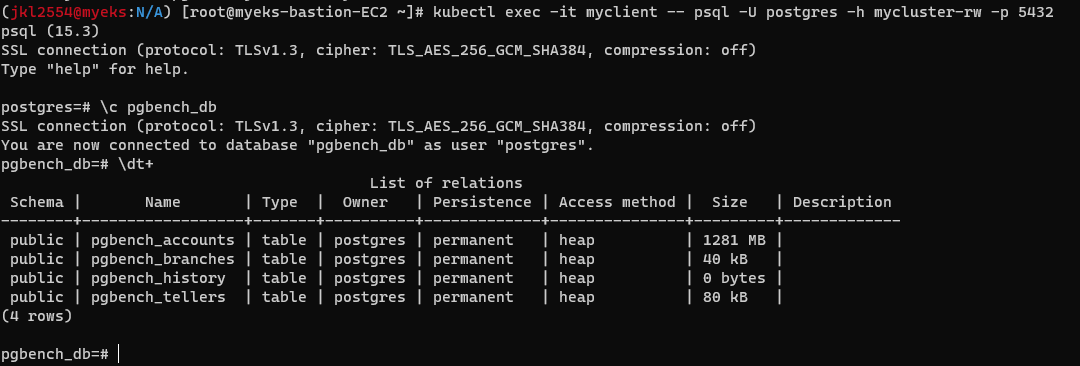 (jkl2554@myeks:N/A) [root@myeks-bastion-EC2 ~]# kubectl exec -it myclient -- psql -U postgres -h mycluster-rw -p 5432
psql (15.3)
SSL connection (protocol: TLSv1.3, cipher: TLS_AES_256_GCM_SHA384, compression: off)
Type "help" for help.

postgres=# \c pgbench_db
SSL connection (protocol: TLSv1.3, cipher: TLS_AES_256_GCM_SHA384, compression: off)
You are now connected to database "pgbench_db" as user "postgres".
pgbench_db=# \dt+
                                         List of relations
 Schema |       Name       | Type  |  Owner   | Persistence | Access method |  Size   | Description
--------+------------------+-------+----------+-------------+---------------+---------+-------------
 public | pgbench_accounts | table | postgres | permanent   | heap          | 1281 MB |
 public | pgbench_branches | table | postgres | permanent   | heap          | 40 kB   |
 public | pgbench_history  | table | postgres | permanent   | heap          | 0 bytes |
 public | pgbench_tellers  | table | postgres | permanent   | heap          | 80 kB   |
(4 rows)

pgbench_db=#